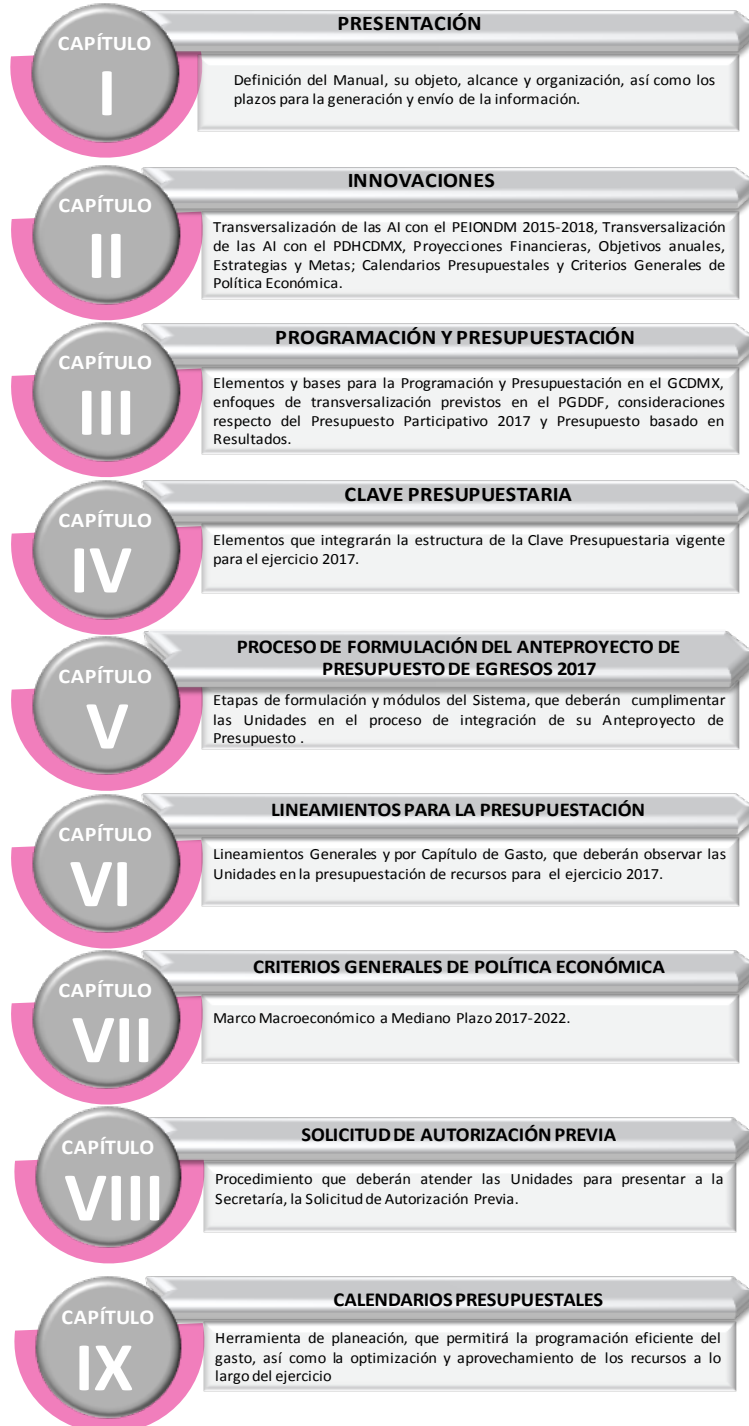 CAPÍTULO
I
PRESENTACIÓN
Definición del Manual, su objeto, alcance y organización, así como los
plazos para la generación y envío de la información.
CAPÍTULO
II
INNOVACIONES
Transversalización de las AI con el PEIONDM 2015-2018, Transversalización
de las AI con el PDHCDMX, Proyecciones Financieras, Objetivos anuales,
Estrategias y Metas; Calendarios Presupuestales y Criterios Generales de
Política Económica.
CAPÍTULO
III
PROGRAMACIÓN Y PRESUPUESTACIÓN
Elementos y bases para la Programación y Presupuestación en el GCDMX,
enfoques de transversalización previstos en el PGDDF, consideraciones
respecto del Presupuesto Participativo 2017 y Presupuesto basado en
Resultados.
CAPÍTULO
IV
CLAVE PRESUPUESTARIA
Elementos que integrarán la estructura de la Clave Presupuestaria vigente
para el ejercicio 2017.
CAPÍTULO
V
PROCESO DE FORMULACIÓN DEL ANTEPROYECTO DE
PRESUPUESTO DE EGRESOS 2017
Etapas de formulación y módulos del Sistema, que deberán cumplimentar
las Unidades en el proceso de integración de su Anteproyecto de
Presupuesto .
CAPÍTULO
VI
LINEAMIENTOS PARA LA PRESUPUESTACIÓN
Lineamientos Generales y por Capítulo de Gasto, que deberán observar las
Unidades en la presupuestación de recursos para el ejercicio 2017.
CAPÍTULO
VII
CRITERIOS GENERALES DE POLÍTICA ECONÓMICA
Marco Macroeconómico a Mediano Plazo 2017-2022.
CAPÍTULO
VIII
SOLICITUD DE AUTORIZACIÓN PREVIA
Procedimiento que deberán atender las Unidades para presentar a la
Secretaría, la Solicitud de Autorización Previa.
CAPÍTULO
IX
CALENDARIOS PRESUPUESTALES
Herramienta de planeación, que permitirá la programación eficiente del
gasto, así como la optimización y aprovechamiento de los recursos a lo
largo del ejercicio